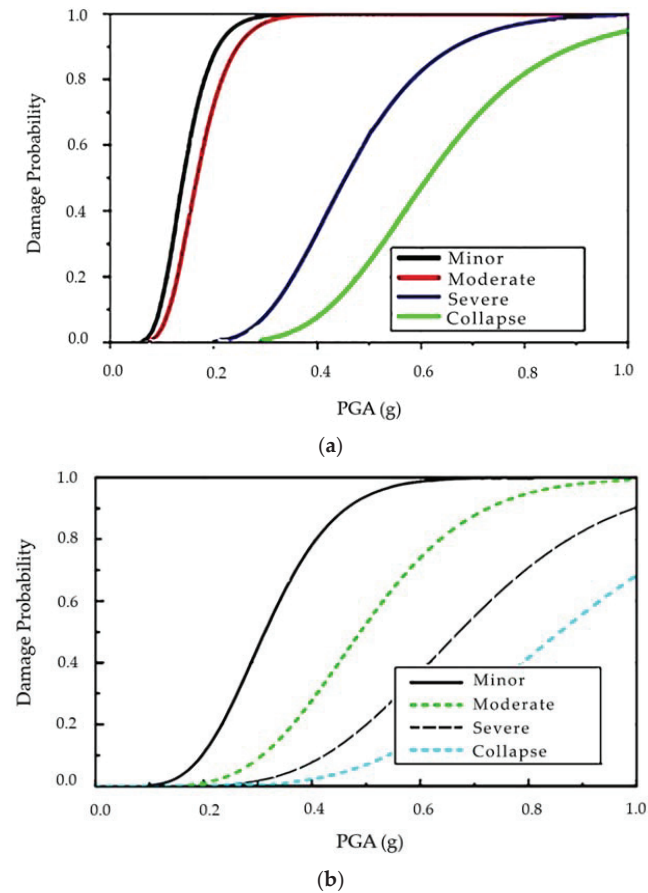 1.0
0.8
0.6
0.4
0.2
0.0
Damage Probability
Minor
Moderate
Severe
Collapse
0.0 0.2 0.4 0.6 0.8 1.0
PGA (g)
(a)
1.0
0.8
0.6
0.4
0.2
0.0
Damage Probability
Minor
Moderate
Severe
Collapse
0.0 0.2 0.4 0.6 0.8 1.0
PGA (g)
(b)